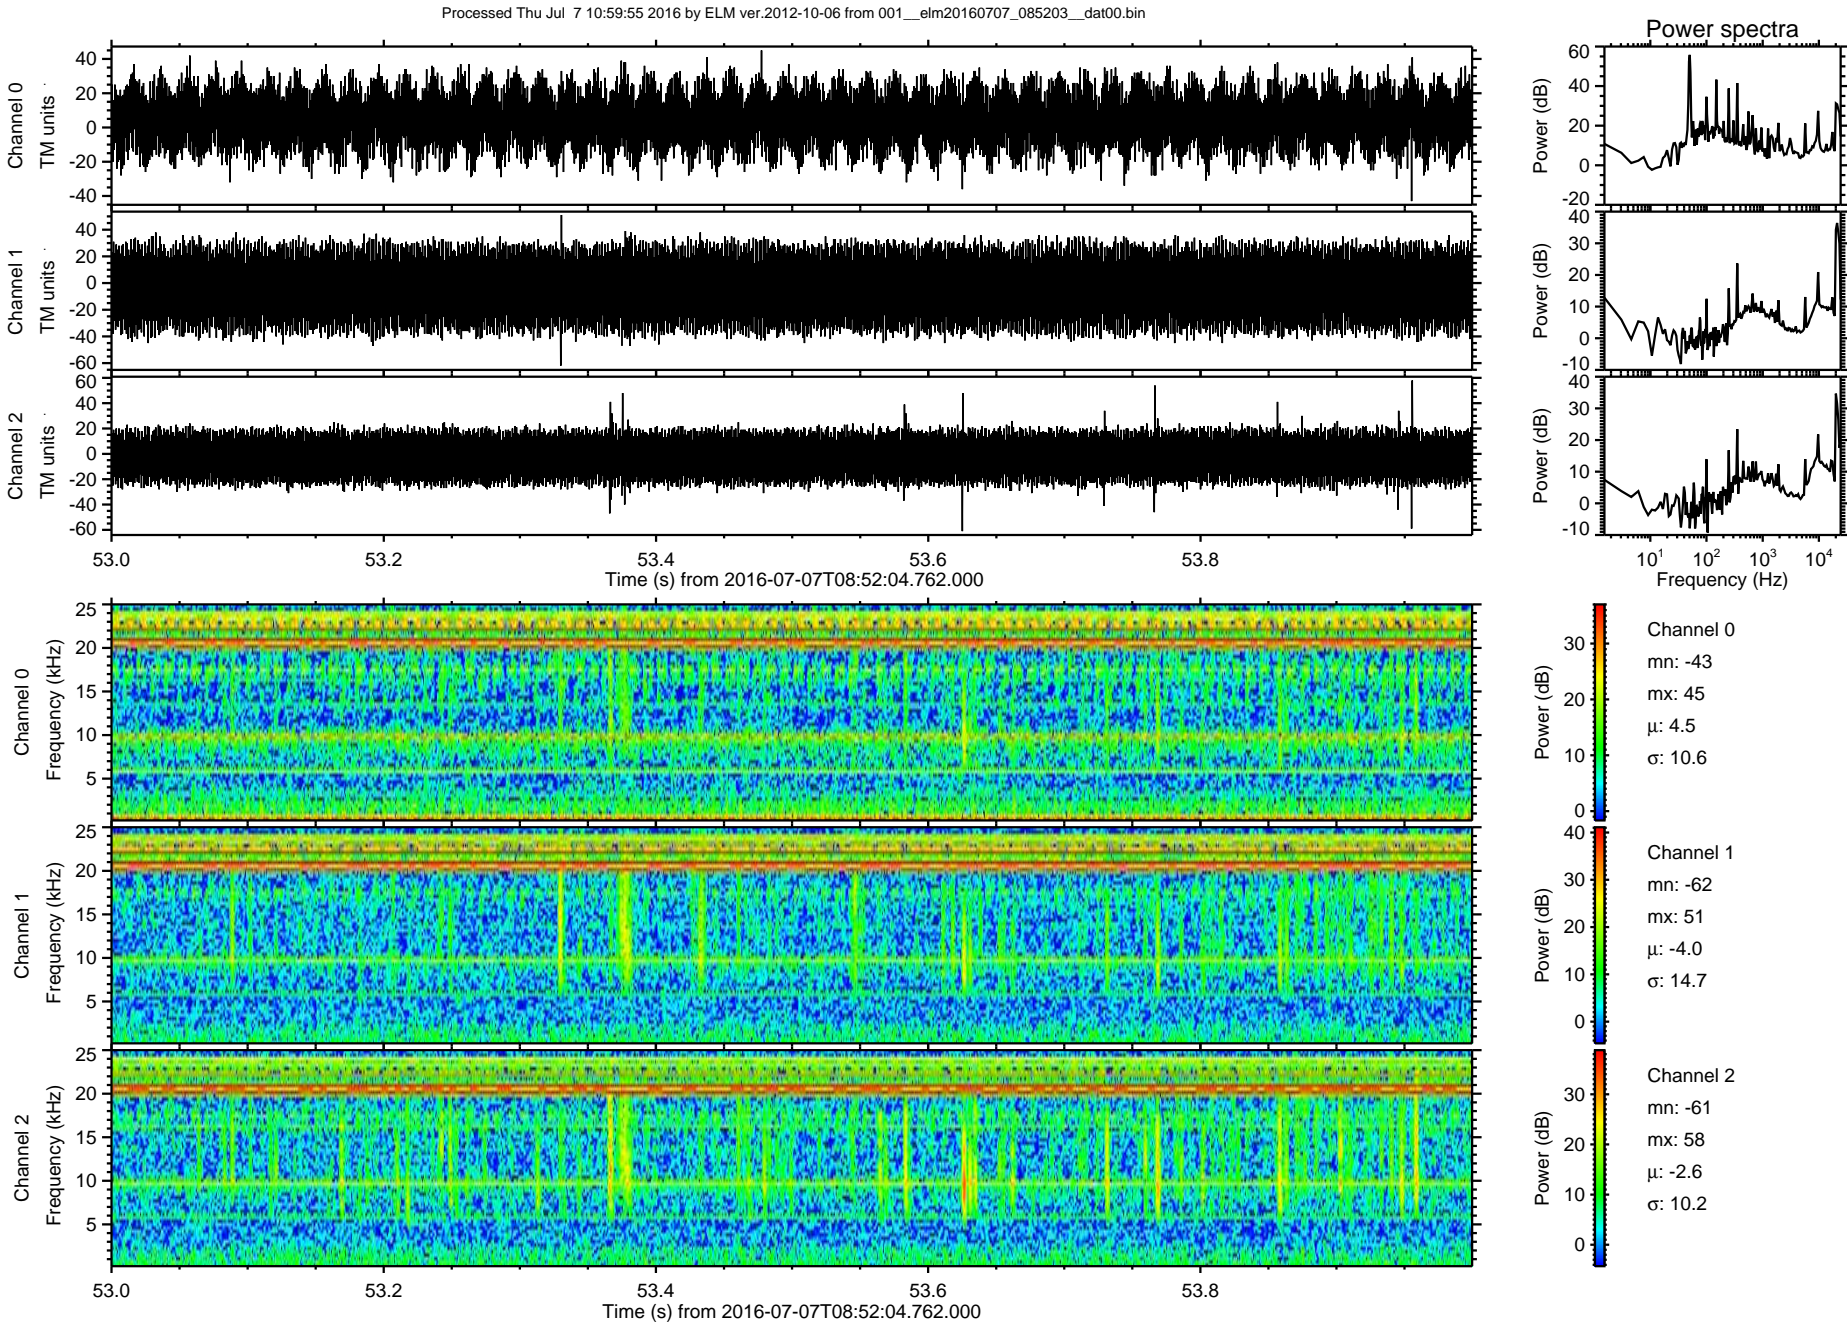 Processed Thu Jul  7 10:59:55 2016 by ELM ver.2012-10-06 from 001__elm20160707_085203__dat00.bin
Power spectra
Channel 0
TM units
40
20
0
-20
-40
Power (dB)
60
40
20
0
-20
Channel 1
TM units
40
20
0
-20
-40
-60
Power (dB)
40
30
20
10
0
-10
Channel 2
TM units
60
40
20
0
-20
-40
-60
Power (dB)
40
30
20
10
0
-10
53.0 53.2 53.4 53.6 53.8
Time (s) from 2016-07-07T08:52:04.762.000
10¹ 10² 10³ 10⁴
Frequency (Hz)
Channel 0
Frequency (kHz)
25
20
15
10
5
Power (dB)
30
20
10
0
Channel 0
mn: -43
mx: 45
μ: 4.5
σ: 10.6
Channel 1
Frequency (kHz)
25
20
15
10
5
Power (dB)
40
30
20
10
0
Channel 1
mn: -62
mx: 51
μ: -4.0
σ: 14.7
Channel 2
Frequency (kHz)
25
20
15
10
5
Power (dB)
30
20
10
0
Channel 2
mn: -61
mx: 58
μ: -2.6
σ: 10.2
53.0 53.2 53.4 53.6 53.8
Time (s) from 2016-07-07T08:52:04.762.000